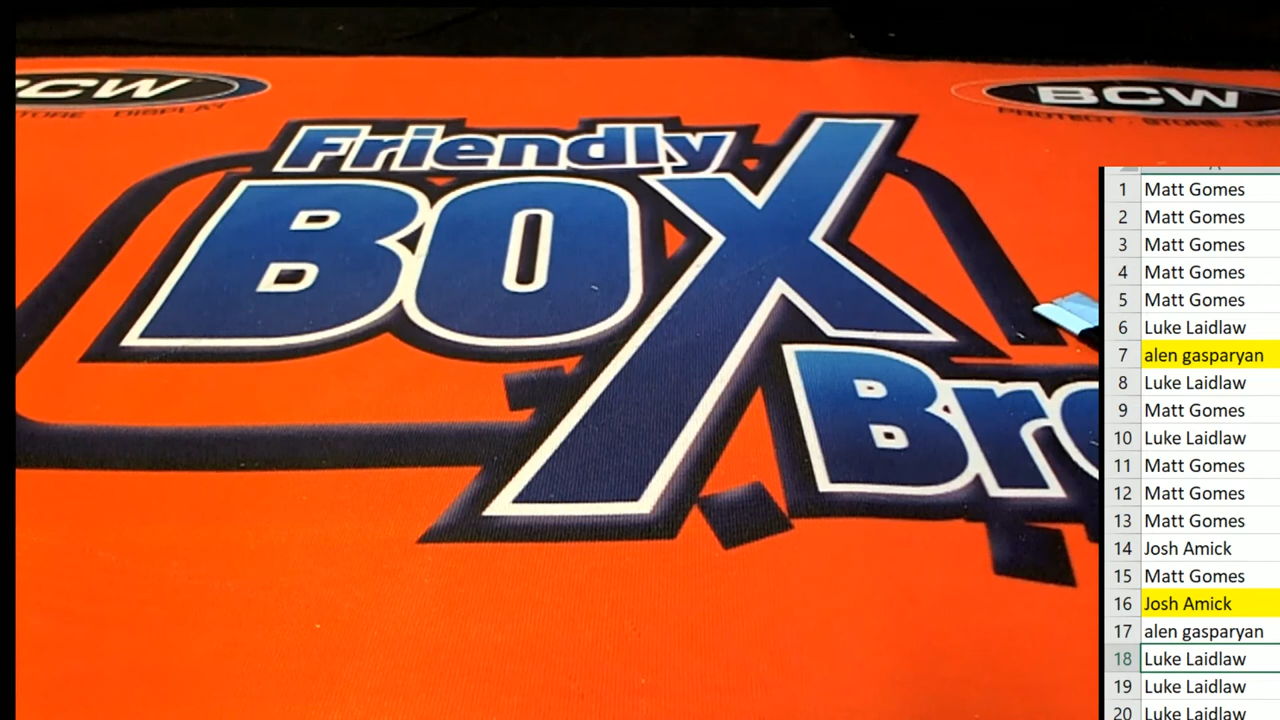 BCW
STORE . DISPLAY
BCW
PROTECT . STORE .
Friendly
BOX
1 Matt Gomes
2 Matt Gomes
3 Matt Gomes
4 Matt Gomes
5 Matt Gomes
6 Luke Laidlaw
7 alen gasparyan
8 Luke Laidlaw
9 Matt Gomes
10 Luke Laidlaw
11 Matt Gomes
12 Matt Gomes
13 Matt Gomes
14 Josh Amick
15 Matt Gomes
16 Josh Amick
17 alen gasparyan
18 Luke Laidlaw
19 Luke Laidlaw
20 Luke Laidlaw